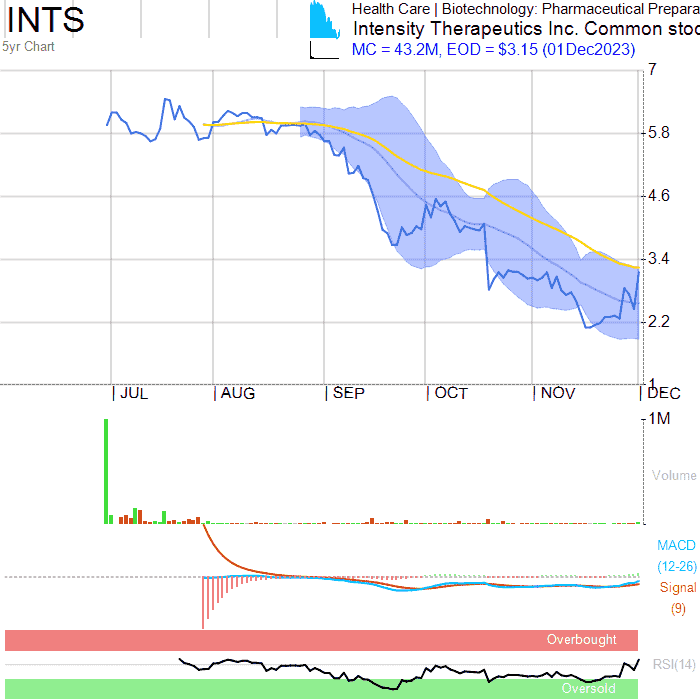 INTS
5yr Chart
Health Care | Biotechnology: Pharmaceutical Prepara
Intensity Therapeutics Inc. Common stoc
MC = 43.2M, EOD = $3.15 (01Dec2023)
7
5.8
4.6
3.4
2.2
1
JUL AUG SEP OCT NOV DEC
1M
Volume
MACD
(12-26)
Signal
(9)
Overbought
RSI(14)
Oversold